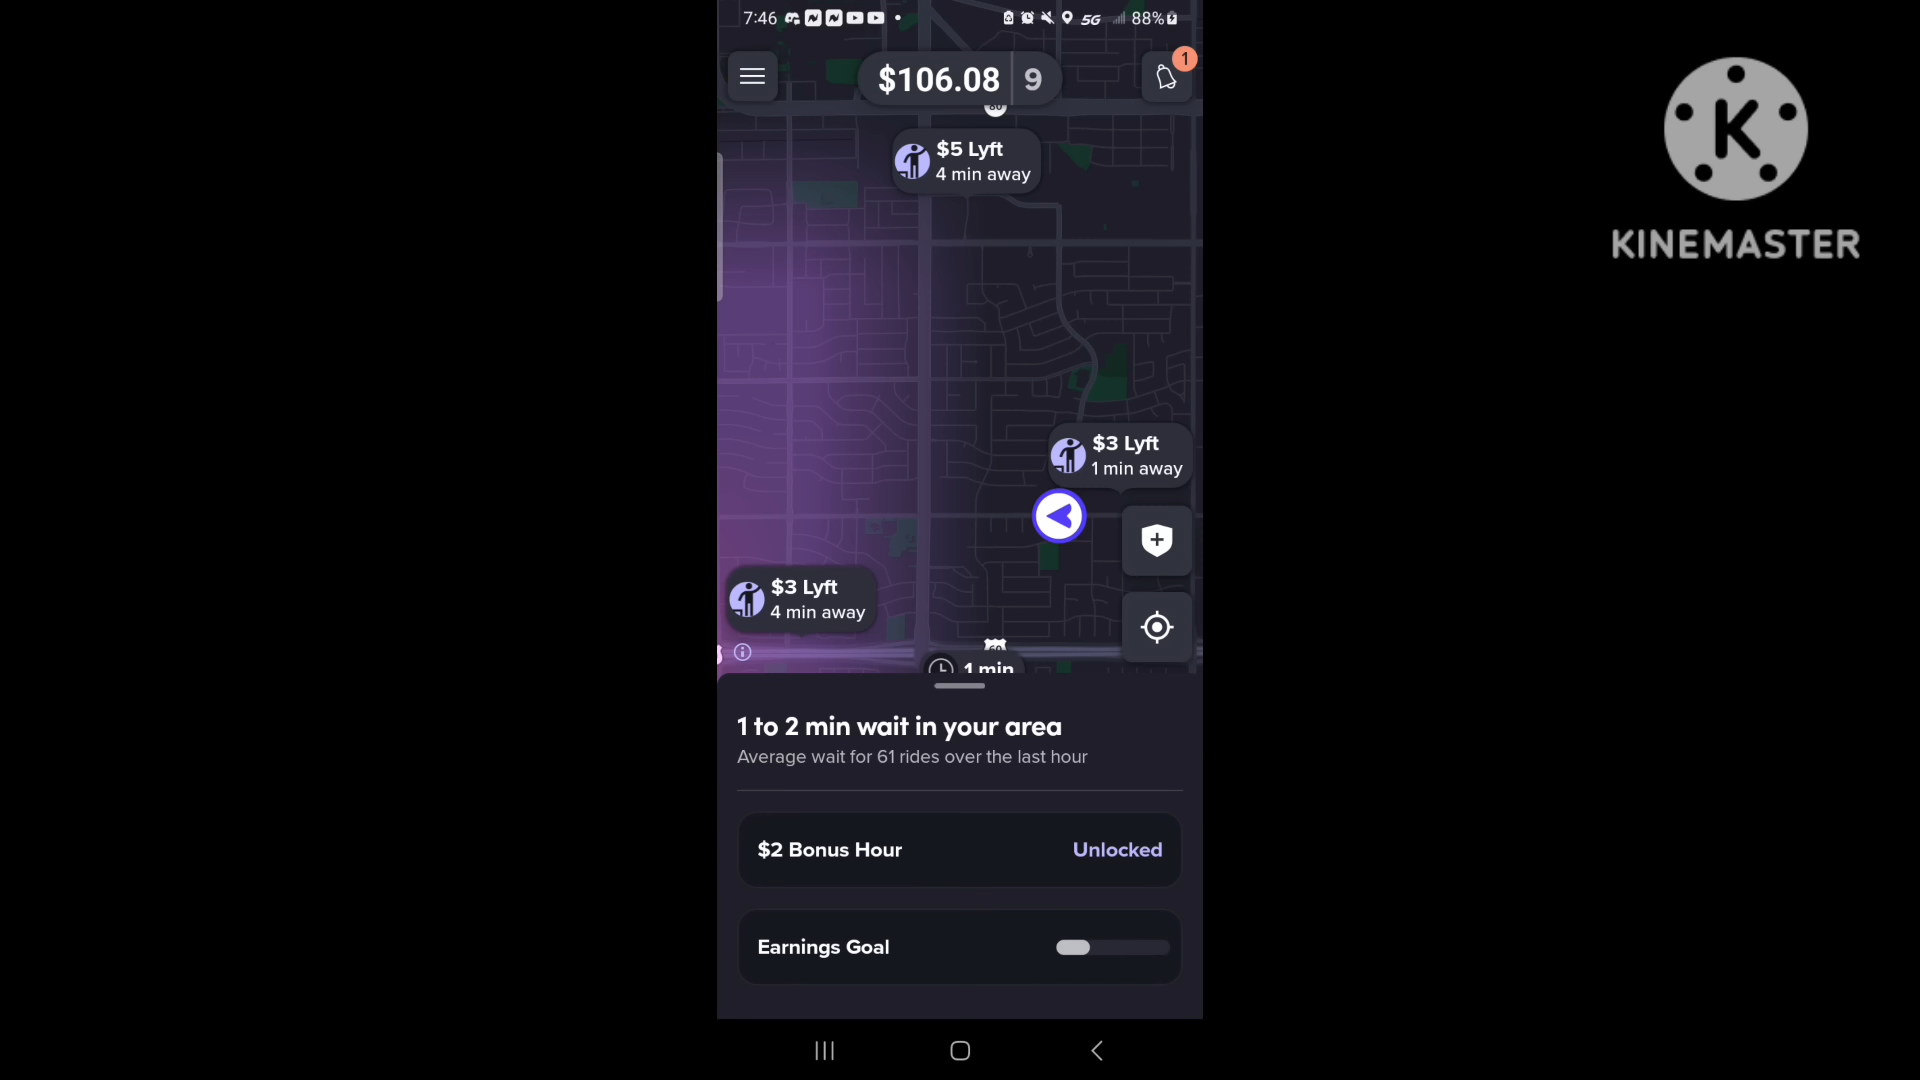 7:46
5G
88%
$106.08 | 9
1
$5 Lyft
4 min away
$3 Lyft
1 min away
$3 Lyft
4 min away
60
1 min
1 to 2 min wait in your area
Average wait for 61 rides over the last hour
$2 Bonus Hour
Unlocked
Earnings Goal
K
KINEMASTER